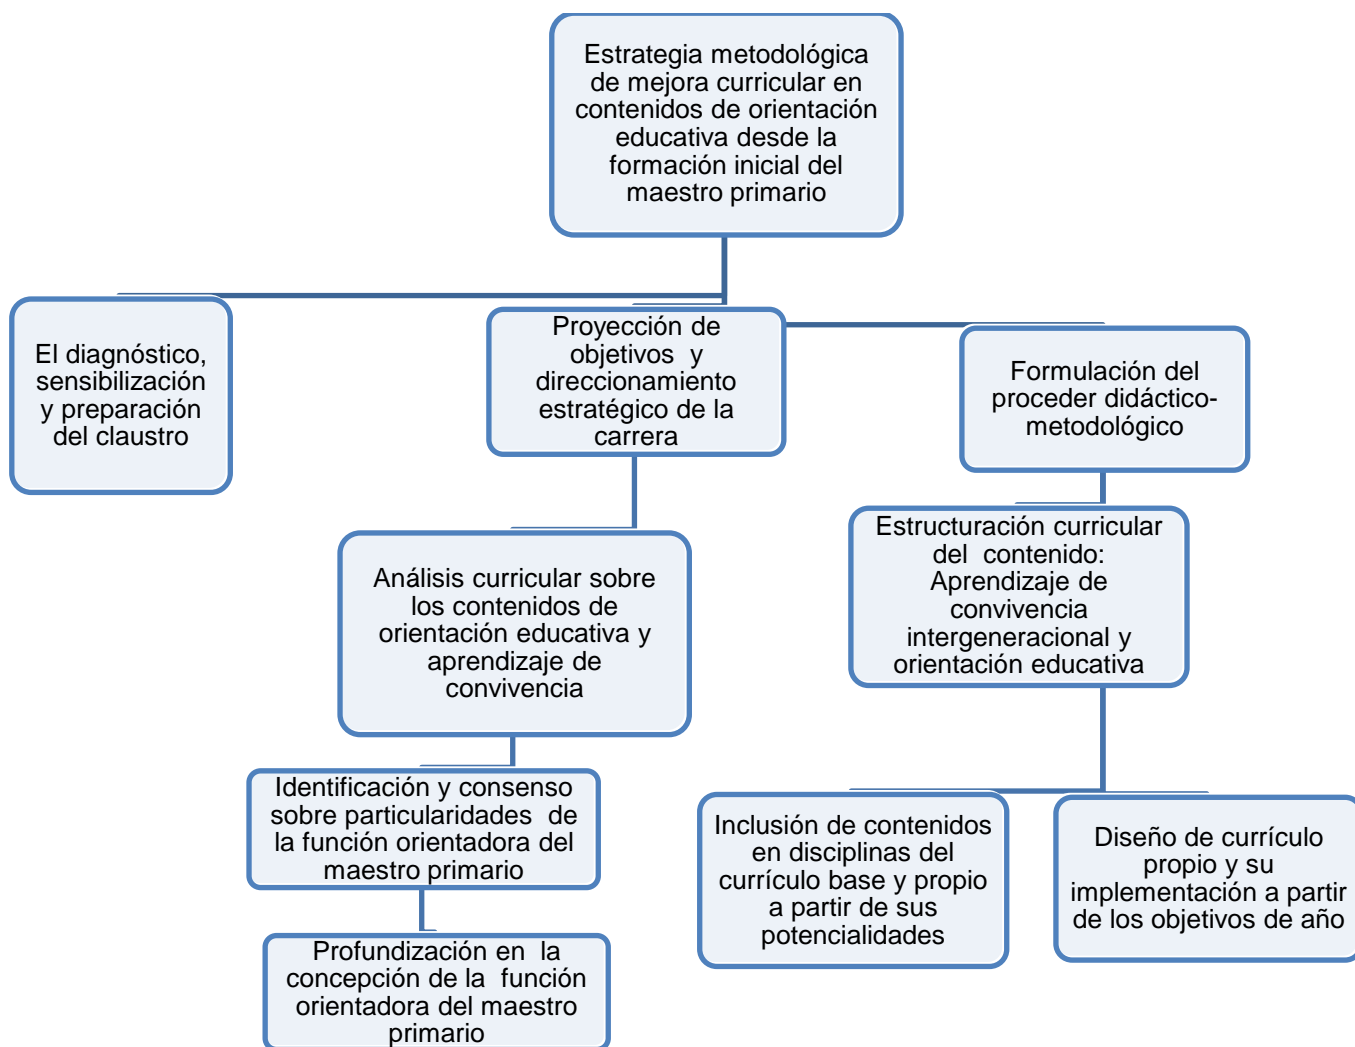 Estrategia metodológica
de mejora curricular en
contenidos de orientación
educativa desde la
formación inicial del
maestro primario
El diagnóstico,
sensibilización
y preparación
del claustro
Proyección de
objetivos y
direccionamiento
estratégico de la
carrera
Formulación del
proceder didáctico-
metodológico
Análisis curricular sobre
los contenidos de
orientación educativa y
aprendizaje de
convivencia
Estructuración curricular
del contenido:
Aprendizaje de
convivencia
intergeneracional y
orientación educativa
Identificación y consenso
sobre particularidades de
la función orientadora del
maestro primario
Profundización en la
concepción de la función
orientadora del maestro
primario
Inclusión de contenidos
en disciplinas del
currículo base y propio
a partir de sus
potencialidades
Diseño de currículo
propio y su
implementación a partir
de los objetivos de año